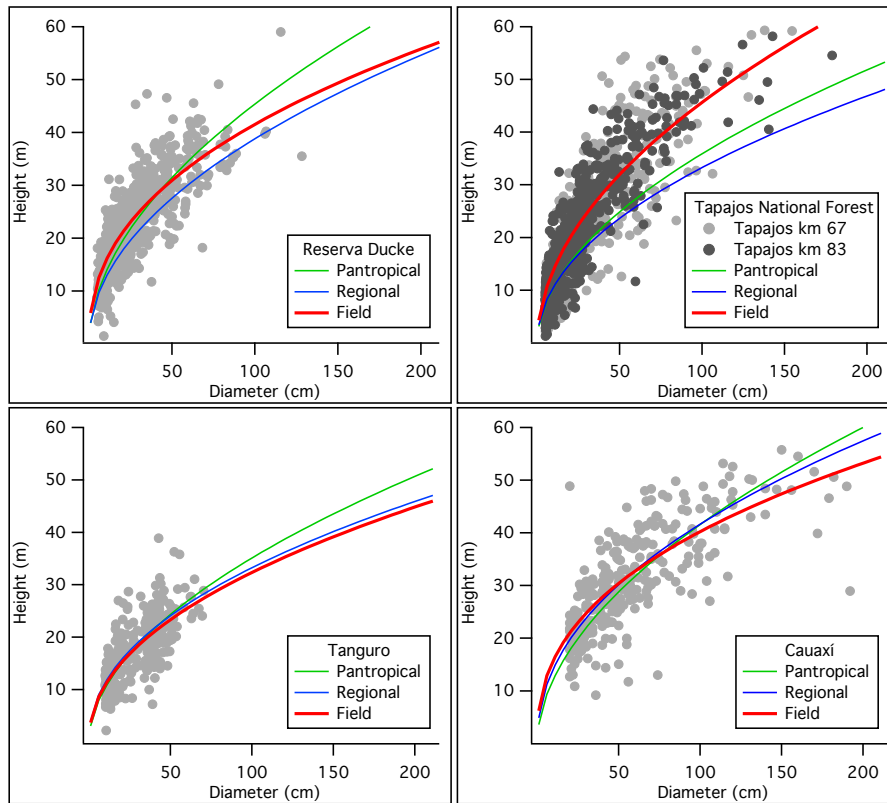 60
50
40
30
20
10
Height (m)
50 100 150 200
Diameter (cm)
Reserva Ducke
Pantropical
Regional
Field
60
50
40
30
20
10
Height (m)
50 100 150 200
Diameter (cm)
Tapajos National Forest
Tapajos km 67
Tapajos km 83
Pantropical
Regional
Field
60
50
40
30
20
10
Height (m)
50 100 150 200
Diameter (cm)
Tanguro
Pantropical
Regional
Field
60
50
40
30
20
10
Height (m)
50 100 150 200
Diameter (cm)
Cauaxí
Pantropical
Regional
Field